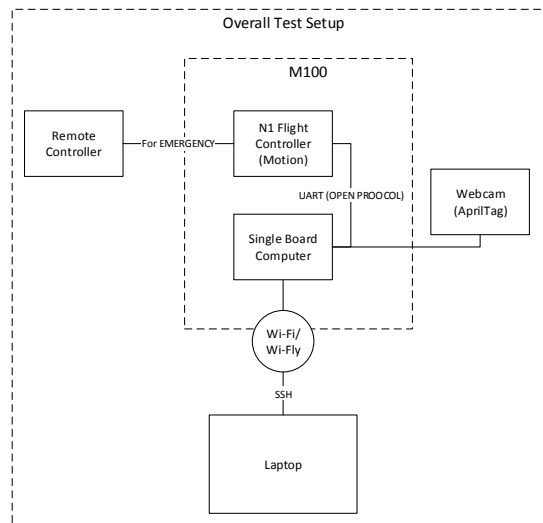 Overall Test Setup
M100
Remote
Controller
For EMERGENCY
N1 Flight
Controller
(Motion)
UART (OPEN PROOCOL)
Webcam
(AprilTag)
Single Board
Computer
Wi-Fi/
Wi-Fly
SSH
Laptop